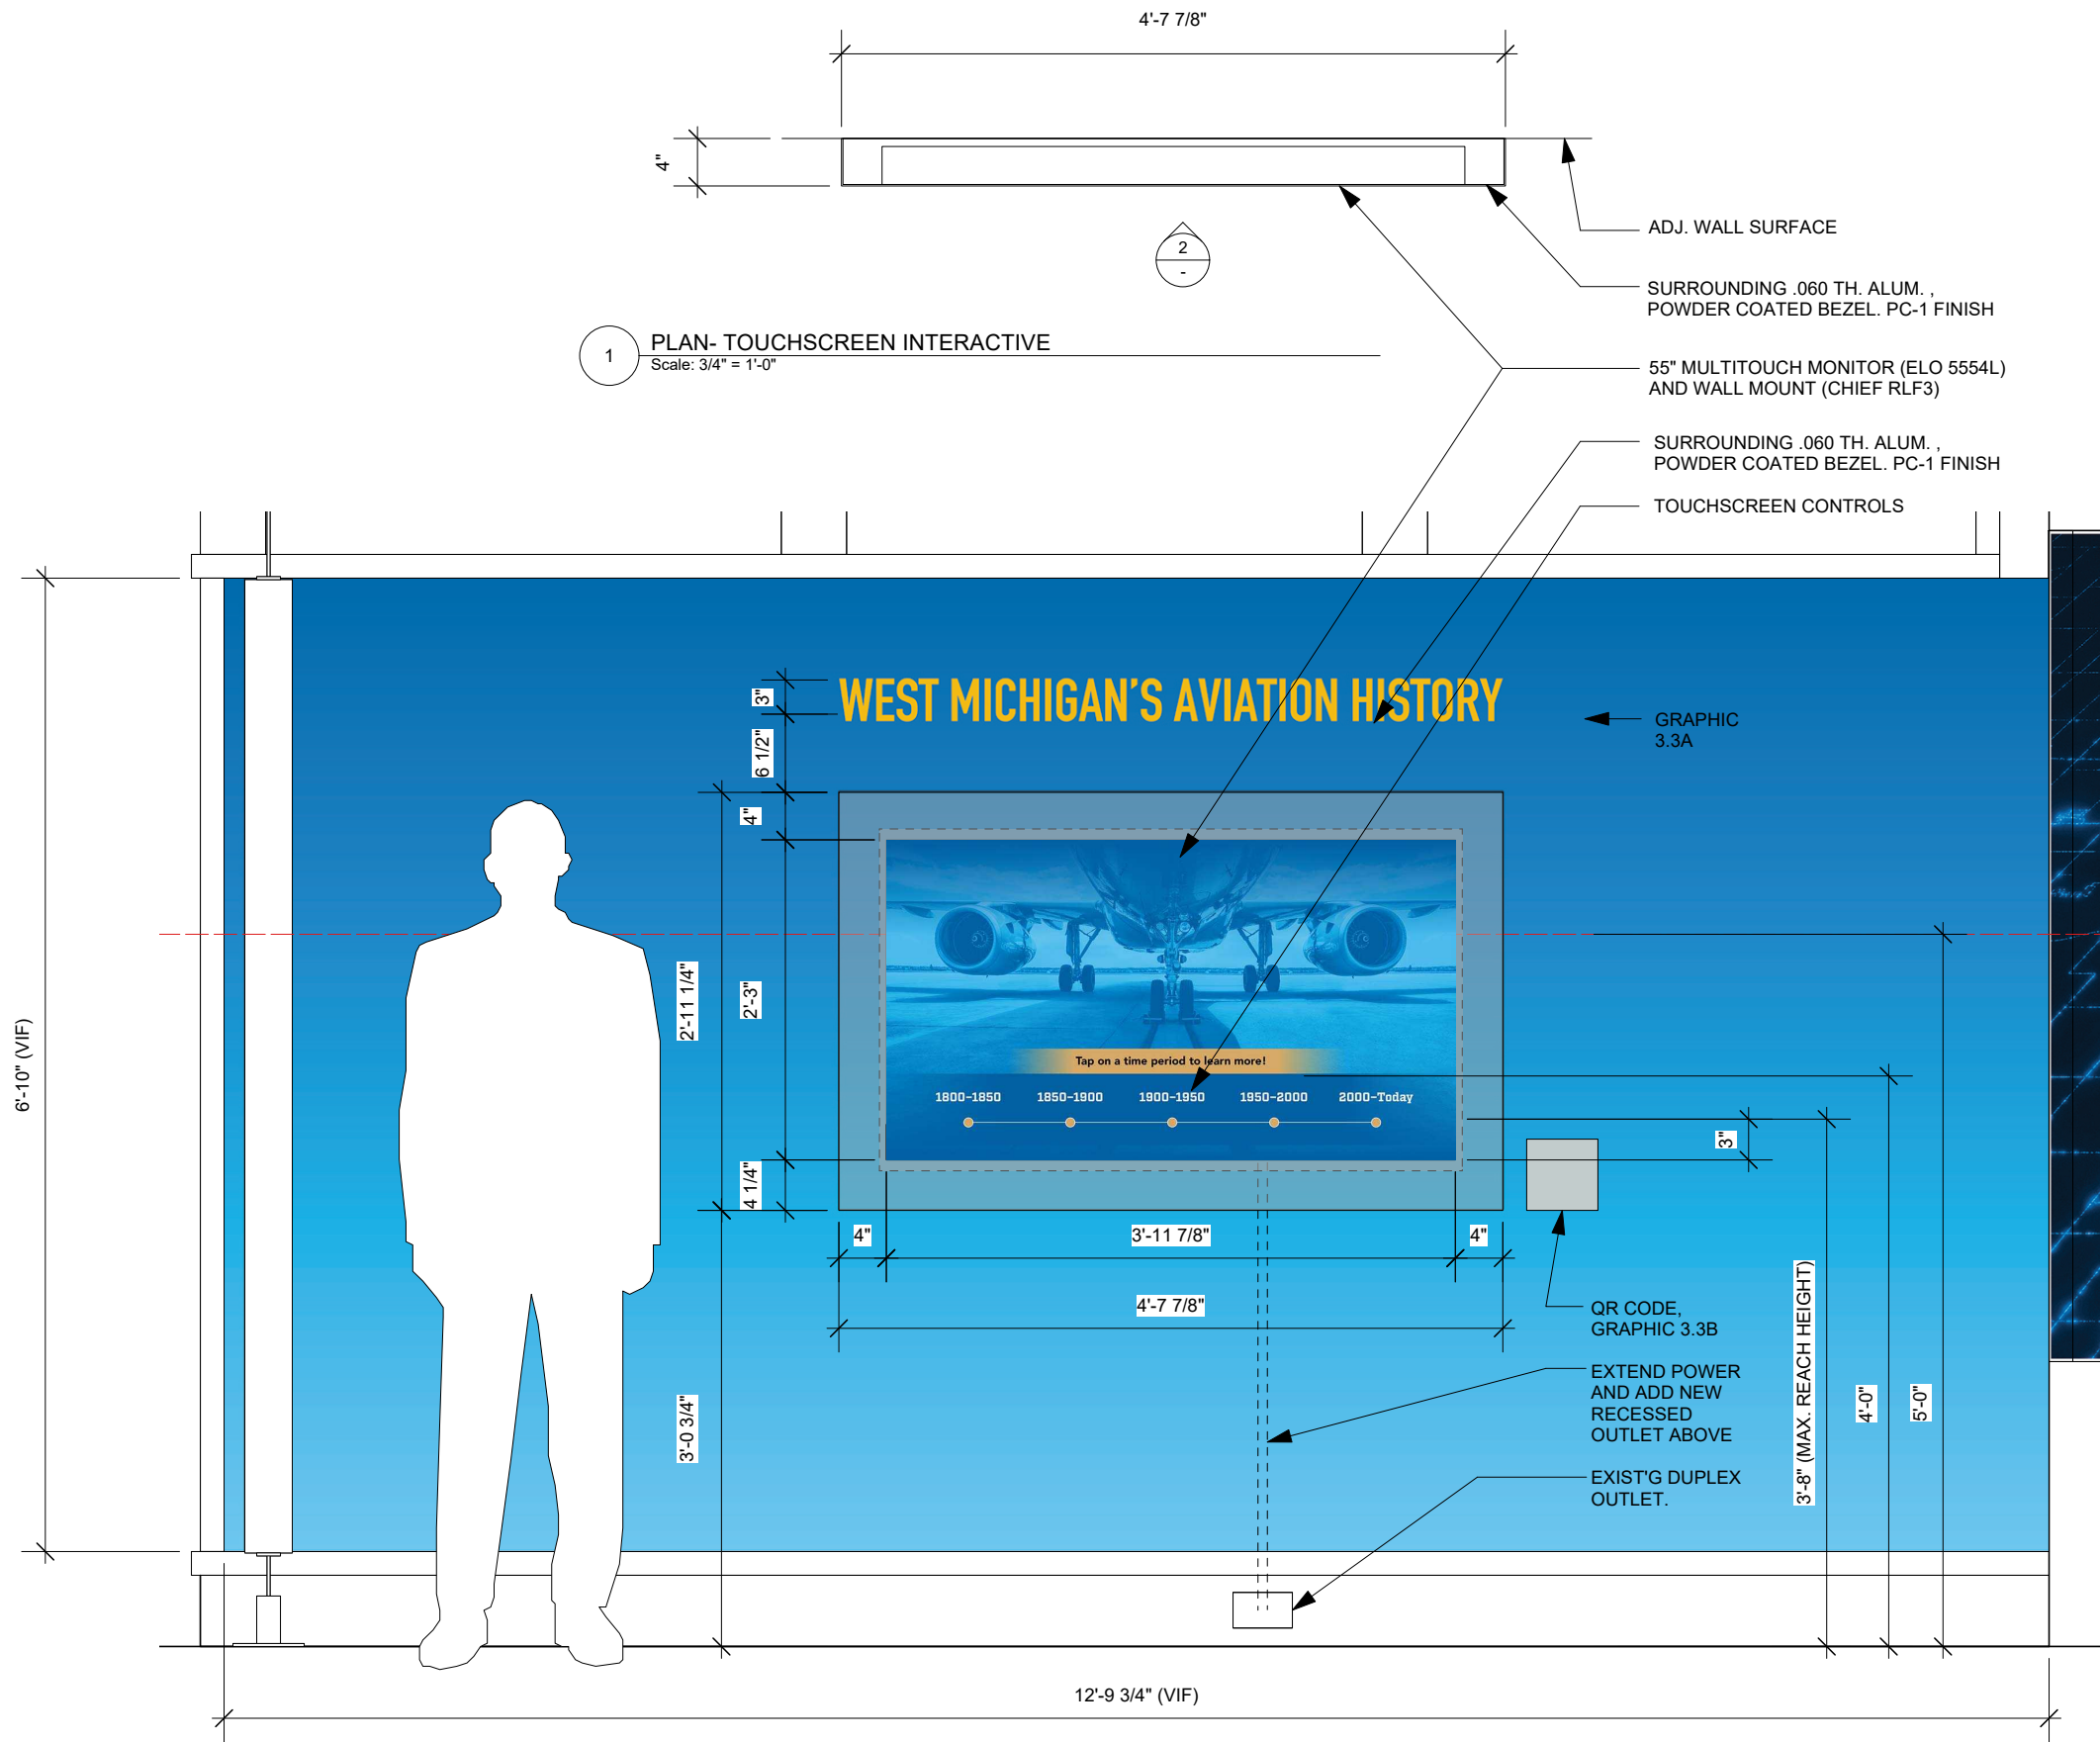 4'-7 7/8"
4"
ADJ. WALL SURFACE
2
-
SURROUNDING .060 TH. ALUM. ,
POWDER COATED BEZEL. PC-1 FINISH
1
PLAN- TOUCHSCREEN INTERACTIVE
Scale: 3/4" = 1'-0"
55" MULTITOUCH MONITOR (ELO 5554L)
AND WALL MOUNT (CHIEF RLF3)
SURROUNDING .060 TH. ALUM. ,
POWDER COATED BEZEL. PC-1 FINISH
TOUCHSCREEN CONTROLS
3"
WEST MICHIGAN'S AVIATION HISTORY
GRAPHIC
3.3A
6 1/2"
4"
2'-11 1/4"
2'-3"
6'-10" (VIF)
Tap on a time period to learn more!
1800-1850
1850-1900
1900-1950
1950-2000
2000-Today
3"
4 1/4"
4"
3'-11 7/8"
4"
4'-7 7/8"
QR CODE,
GRAPHIC 3.3B
EXTEND POWER
AND ADD NEW
RECESSED
OUTLET ABOVE
3'-0 3/4"
3'-8" (MAX. REACH HEIGHT)
4'-0"
5'-0"
EXIST'G DUPLEX
OUTLET.
12'-9 3/4" (VIF)